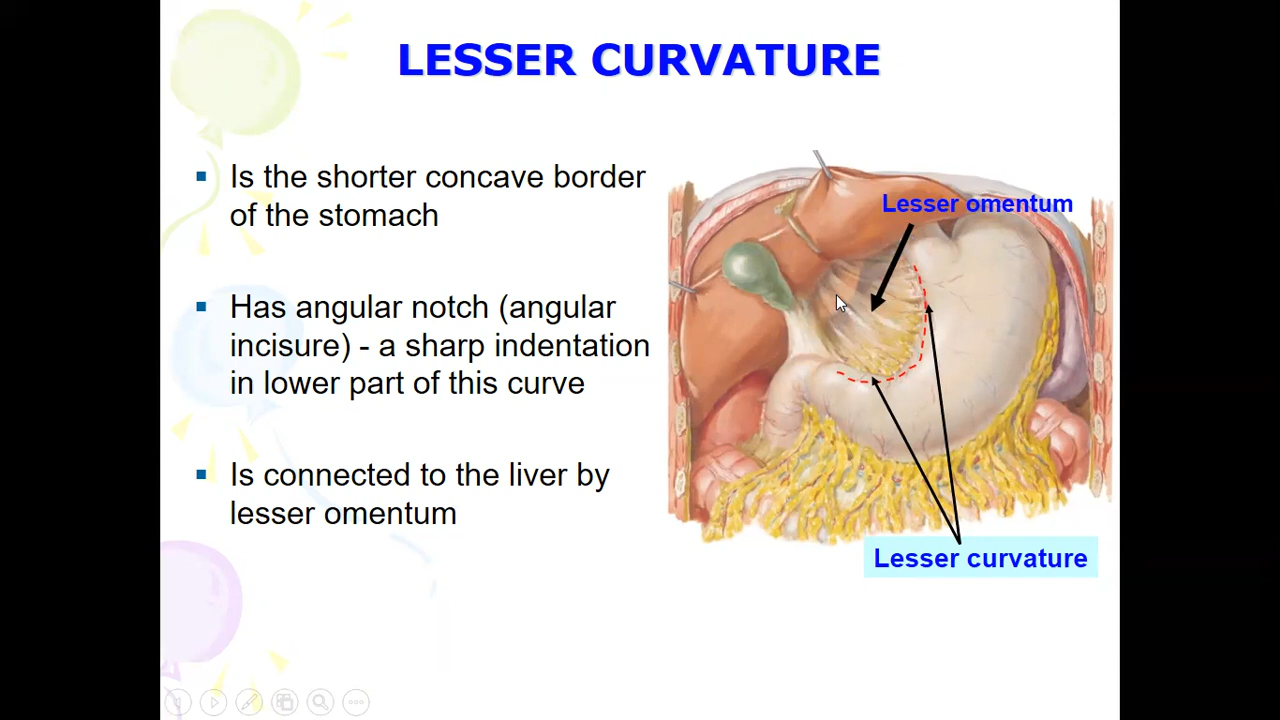 LESSER CURVATURE
▪ Is the shorter concave border
of the stomach
▪ Has angular notch (angular
incisure) - a sharp indentation
in lower part of this curve
▪ Is connected to the liver by
lesser omentum
Lesser omentum
Lesser curvature